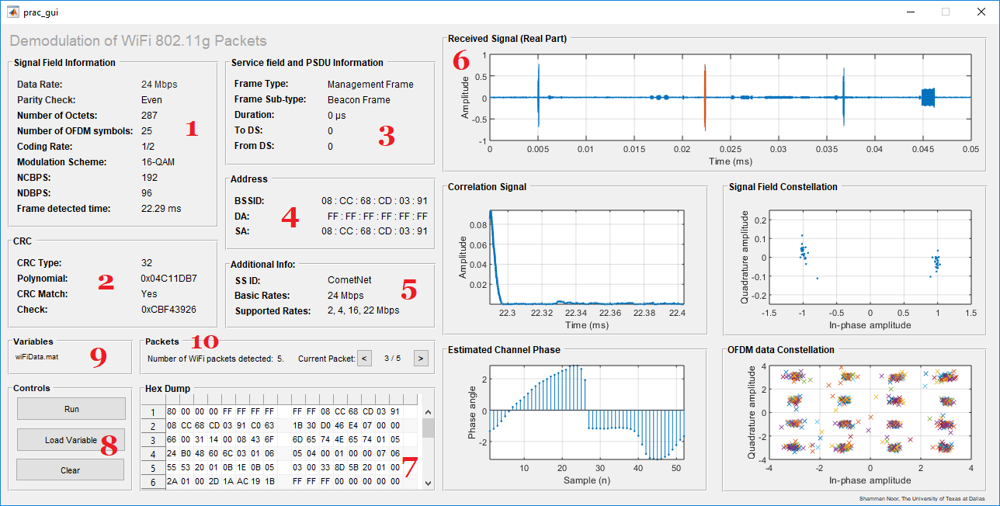 prac_gui
Demodulation of WiFi 802.11g Packets
Signal Field Information
Data Rate: 24 Mbps
Parity Check: Even
Number of Octets: 287
Number of OFDM symbols: 25
Coding Rate: 1/2
Modulation Scheme: 16-QAM
NCBPS: 192
NDBPS: 96
Frame detected time: 22.29 ms
1
CRC
CRC Type: 32
Polynomial: 0x04C11DB7
CRC Match: Yes
Check: 0xCBF43926
2
Service field and PSDU Information
Frame Type: Management Frame
Frame Sub-type: Beacon Frame
Duration: 0 µs
To DS: 0
From DS: 0
3
Address
BSSID: 08 : CC : 68 : CD : 03 : 91
DA: FF : FF : FF : FF : FF : FF
SA: 08 : CC : 68 : CD : 03 : 91
4
Additional Info:
SS ID: CometNet
Basic Rates: 24 Mbps
Supported Rates: 2, 4, 16, 22 Mbps
5
Variables
wiFiData.mat
9
Packets
10
Number of WiFi packets detected: 5. Current Packet: < 3 / 5 >
Controls
Run
Load Variable
Clear
8
Hex Dump
1 80 00 00 00 FF FF FF FF FF FF 08 CC 68 CD 03 91
2 08 CC 68 CD 03 91 C0 63 1B 30 D0 46 E4 07 00 00
3 66 00 31 14 00 08 43 6F 6D 65 74 4E 65 74 01 05
4 24 B0 48 60 6C 03 01 06 05 04 00 01 00 00 07 06
5 55 53 20 01 0B 1E 0B 05 03 00 33 8D 5B 20 01 00
6 2A 01 00 2D 1A AC 19 1B FF FF FF 00 00 00 00 00
7
Received Signal (Real Part)
6
Amplitude
1
0.5
0
-0.5
-1
0 0.005 0.01 0.015 0.02 0.025 0.03 0.035 0.04 0.045 0.05
Time (ms)
Correlation Signal
Amplitude
0.08
0.06
0.04
0.02
22.3 22.32 22.34 22.36 22.38 22.4
Time (ms)
Signal Field Constellation
Quadrature amplitude
0.2
0.1
0
-0.1
-0.2
-1.5 -1 -0.5 0 0.5 1 1.5
In-phase amplitude
Estimated Channel Phase
Phase angle
2
0
-2
10 20 30 40 50
Sample (n)
OFDM data Constellation
Quadrature amplitude
4
2
0
-2
-4
-4 -2 0 2 4
In-phase amplitude
Shamman Noor, The University of Texas at Dallas